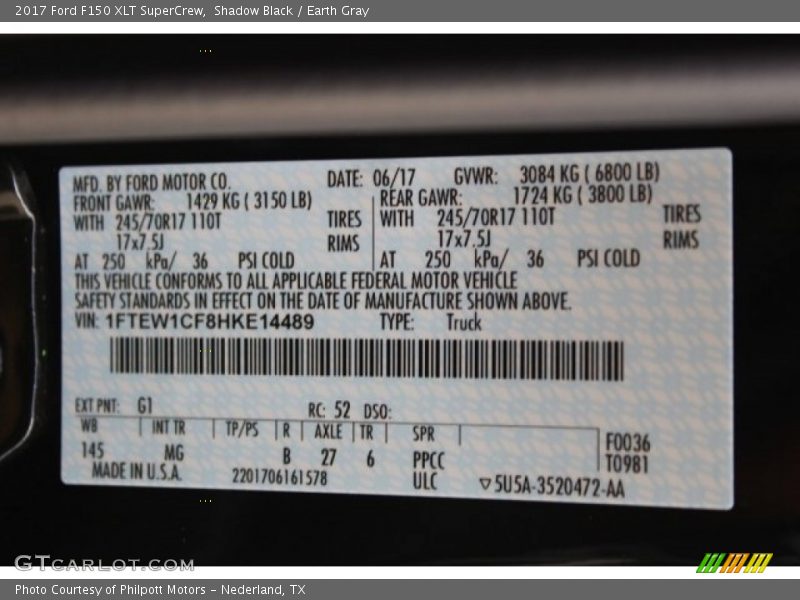 2017 Ford F150 XLT SuperCrew, Shadow Black / Earth Gray
MFD. BY FORD MOTOR CO. DATE: 06/17 GVWR: 3084 KG ( 6800 LB)
FRONT GAWR: 1429 KG ( 3150 LB) REAR GAWR: 1724 KG ( 3800 LB)
WITH 245/70R17 110T TIRES WITH 245/70R17 110T TIRES
17x7.5J RIMS 17x7.5J RIMS
AT 250 kPa/ 36 PSI COLD AT 250 kPa/ 36 PSI COLD
THIS VEHICLE CONFORMS TO ALL APPLICABLE FEDERAL MOTOR VEHICLE
SAFETY STANDARDS IN EFFECT ON THE DATE OF MANUFACTURE SHOWN ABOVE.
VIN: 1FTEW1CF8HKE14489 TYPE: Truck
EXT PNT: G1 RC: 52 DSO:
WB INT TR TP/PS R AXLE TR SPR F0036
145 MG B 27 6 PPCC T0981
MADE IN U.S.A. 2201706161578 ULC ▽5U5A-3520472-AA
GTCARLOT.COM
Photo Courtesy of Philpott Motors - Nederland, TX